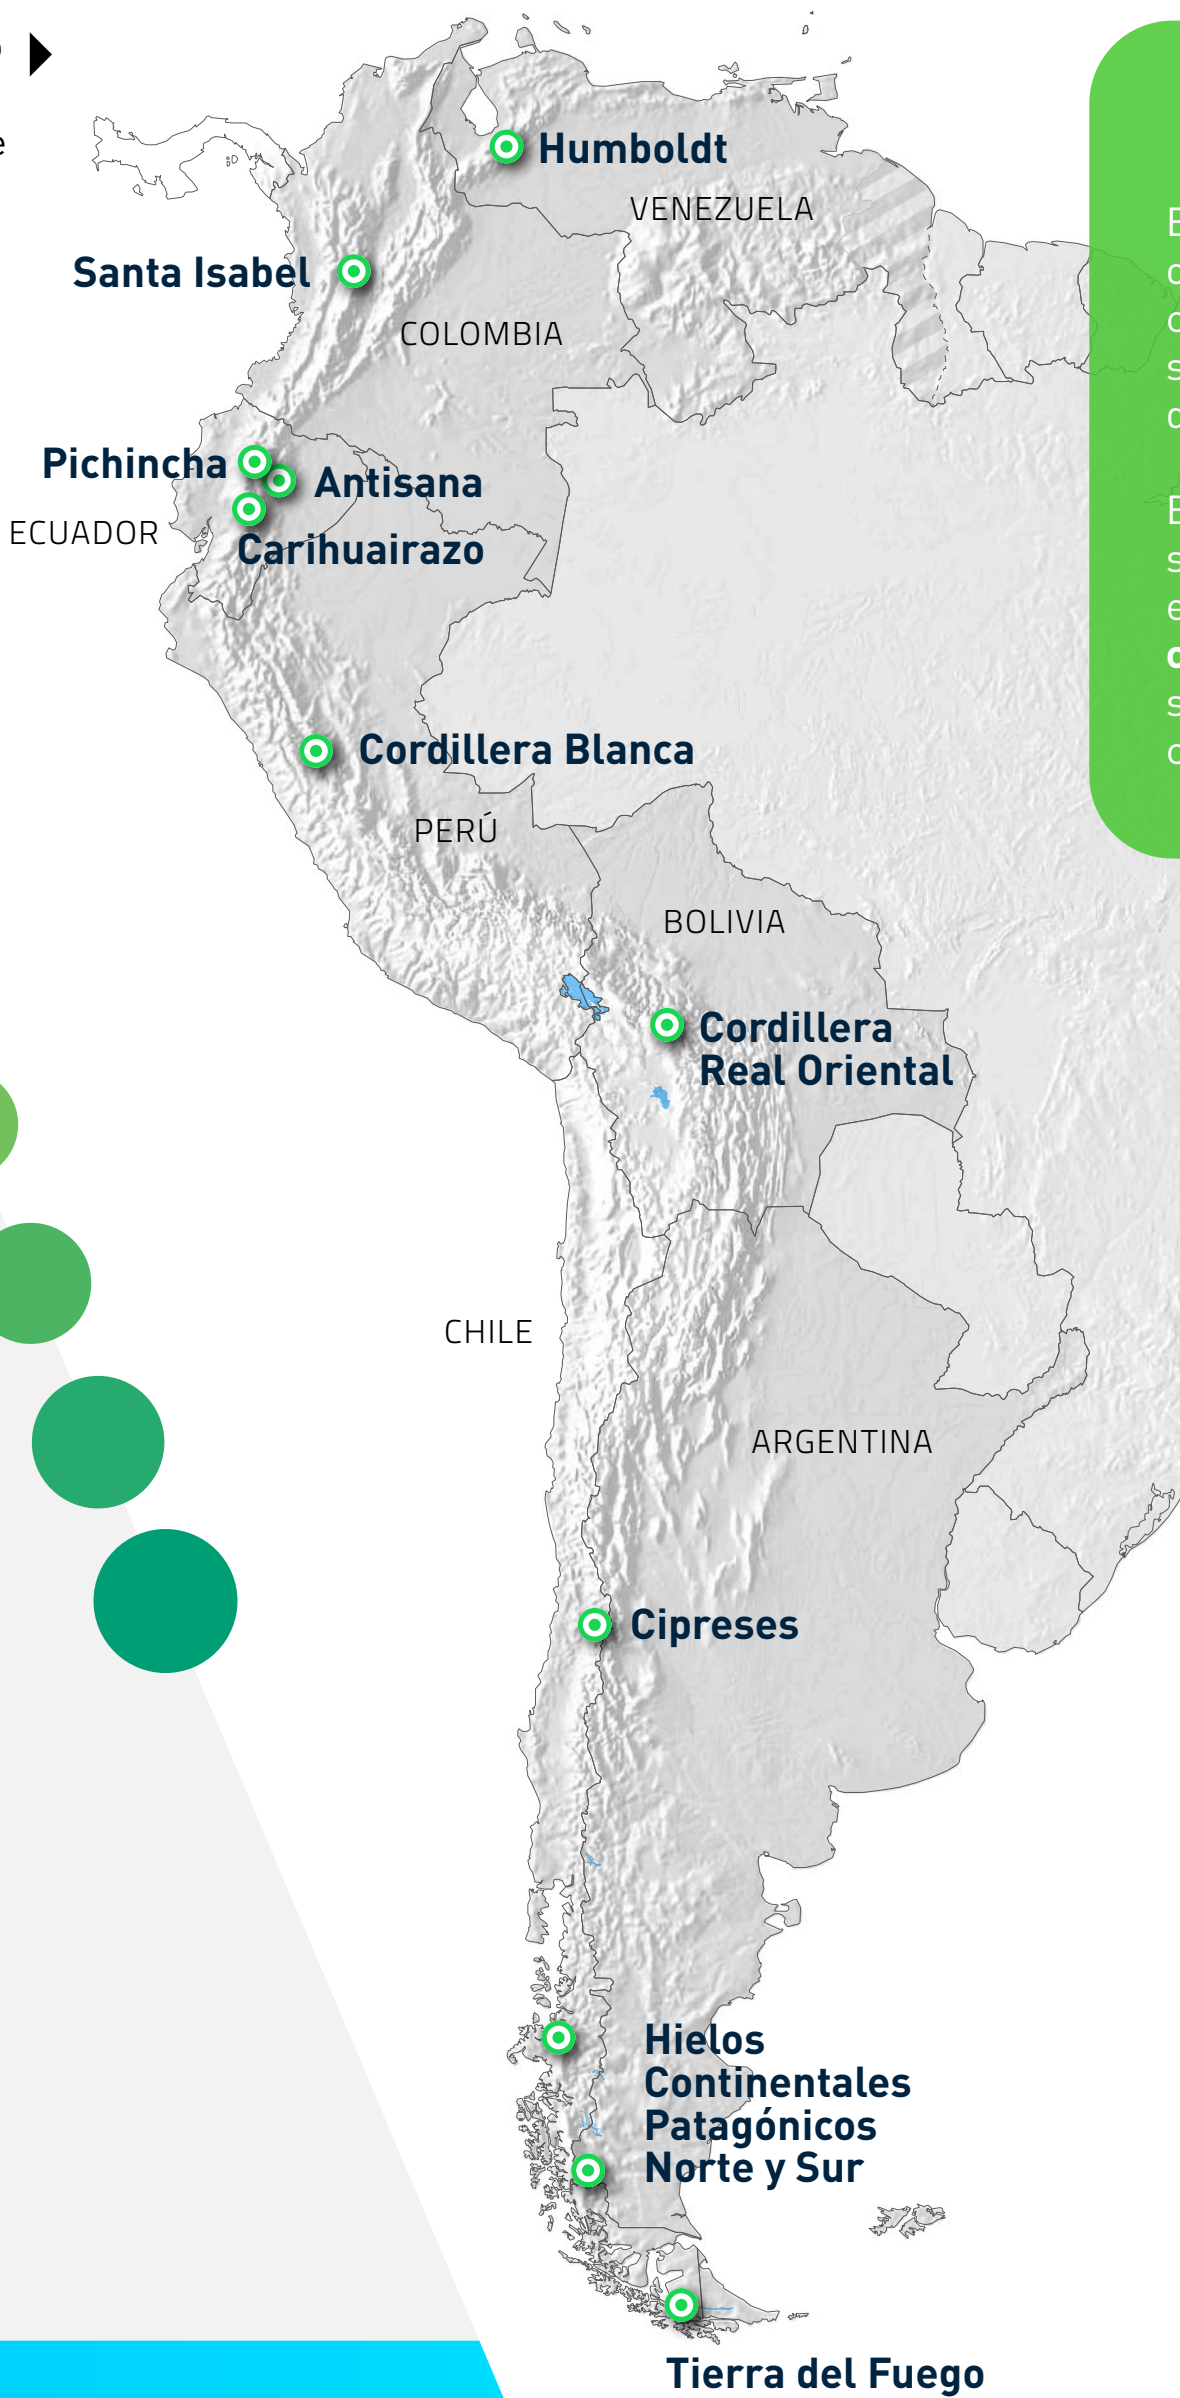 Humboldt
VENEZUELA
Santa Isabel
COLOMBIA
Pichincha
Antisana
ECUADOR
Carihuairazo
Cordillera Blanca
PERÚ
BOLIVIA
Cordillera
Real Oriental
CHILE
ARGENTINA
Cipreses
Hielos
Continentales
Patagónicos
Norte y Sur
Tierra del Fuego